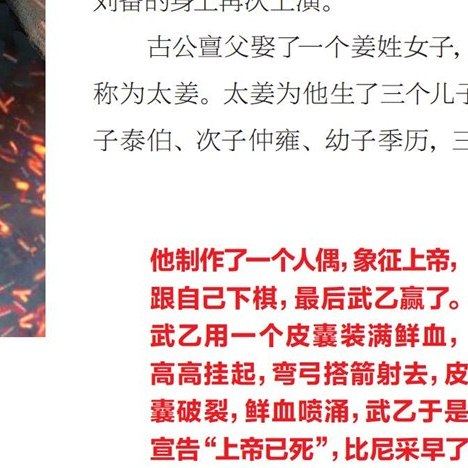 刘备的身上再次上演。
古公亶父娶了一个姜姓女子，
称为太姜。太姜为他生了三个儿子
子泰伯、次子仲雍、幼子季历，三
他制作了一个人偶，象征上帝，
跟自己下棋，最后武乙赢了。
武乙用一个皮囊装满鲜血，
高高挂起，弯弓搭箭射去，皮
囊破裂，鲜血喷涌，武乙于是
宣告“上帝已死”，比尼采早了